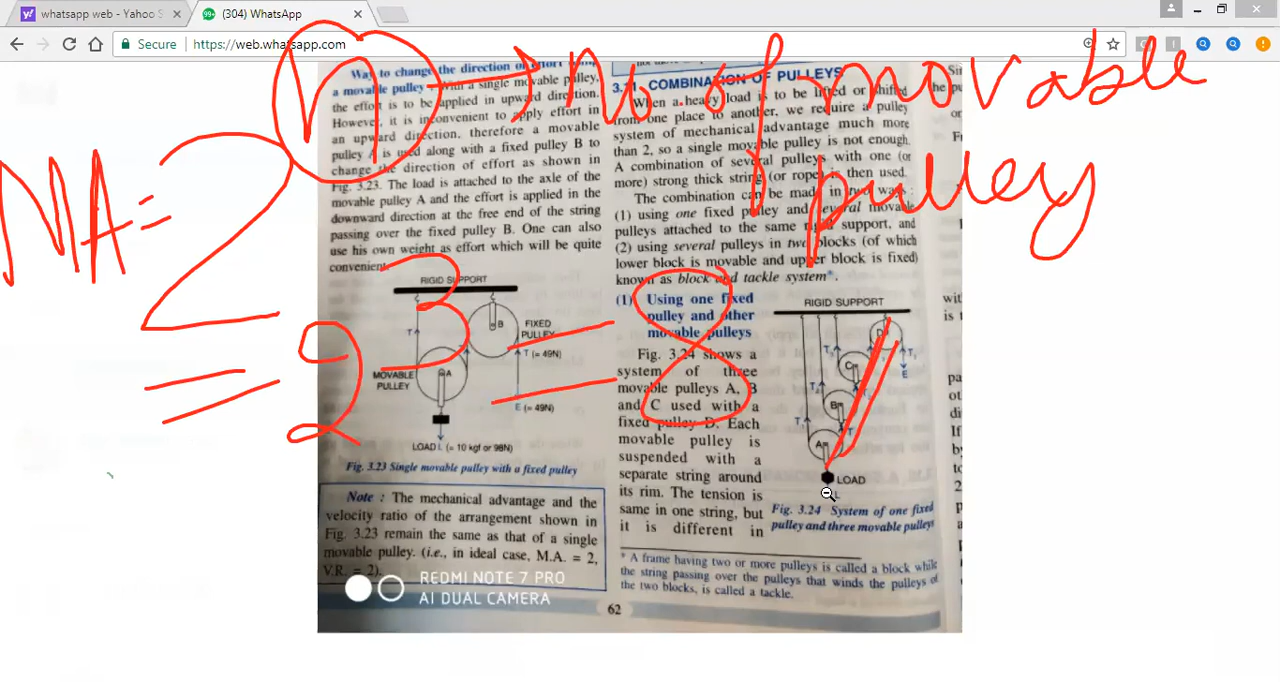 whatsapp web - Yahoo S
(304) WhatsApp
Secure
https://web.whatsapp.com
MA = 2 n → no of movable
pulley
= 2 3 = 8
Way to change the direction of effort using
a movable pulley : With a single movable pulley,
the effort is to be applied in upward direction.
However, it is inconvenient to apply effort in
an upward direction, therefore a movable
pulley A is used along with a fixed pulley B to
change the direction of effort as shown in
Fig. 3.23. The load is attached to the axle of the
movable pulley A and the effort is applied in the
downward direction at the free end of the string
passing over the fixed pulley B. One can also
use his own weight as effort which will be quite
convenient.
RIGID SUPPORT
B
FIXED
PULLEY
T
T (= 49N)
MOVABLE
PULLEY
A
E (= 49N)
LOAD L (= 10 kgf or 98N)
Fig. 3.23 Single movable pulley with a fixed pulley
Note : The mechanical advantage and the
velocity ratio of the arrangement shown in
Fig. 3.23 remain the same as that of a single
movable pulley. (i.e., in ideal case, M.A. = 2,
V.R. = 2).
REDMI NOTE 7 PRO
AI DUAL CAMERA
3.11 COMBINATION OF PULLEYS
When a heavy load is to be lifted or shifted
from one place to another, we require a pulley
system of mechanical advantage much more
than 2, so a single movable pulley is not enough.
A combination of several pulleys with one (or
more) strong thick string (or rope) is then used.
The combination can be made in two ways :
(1) using one fixed pulley and several movable
pulleys attached to the same rigid support, and
(2) using several pulleys in two blocks (of which
lower block is movable and upper block is fixed)
known as block and tackle system*.
(1) Using one fixed
pulley and other
movable pulleys
Fig. 3.24 shows a
system of three
movable pulleys A, B
and C used with a
fixed pulley D. Each
movable pulley is
suspended with a
separate string around
its rim. The tension is
same in one string, but
it is different in
RIGID SUPPORT
D
C
B
A
E
LOAD
L
Fig. 3.24 System of one fixed
pulley and three movable pulleys
* A frame having two or more pulleys is called a block while
the string passing over the pulleys that winds the pulleys of
the two blocks, is called a tackle.
62